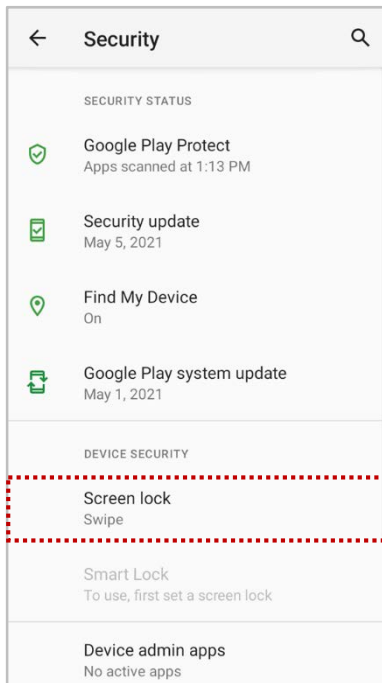 Security
SECURITY STATUS
Google Play Protect
Apps scanned at 1:13 PM
Security update
May 5, 2021
Find My Device
On
Google Play system update
May 1, 2021
DEVICE SECURITY
Screen lock
Swipe
Smart Lock
To use, first set a screen lock
Device admin apps
No active apps